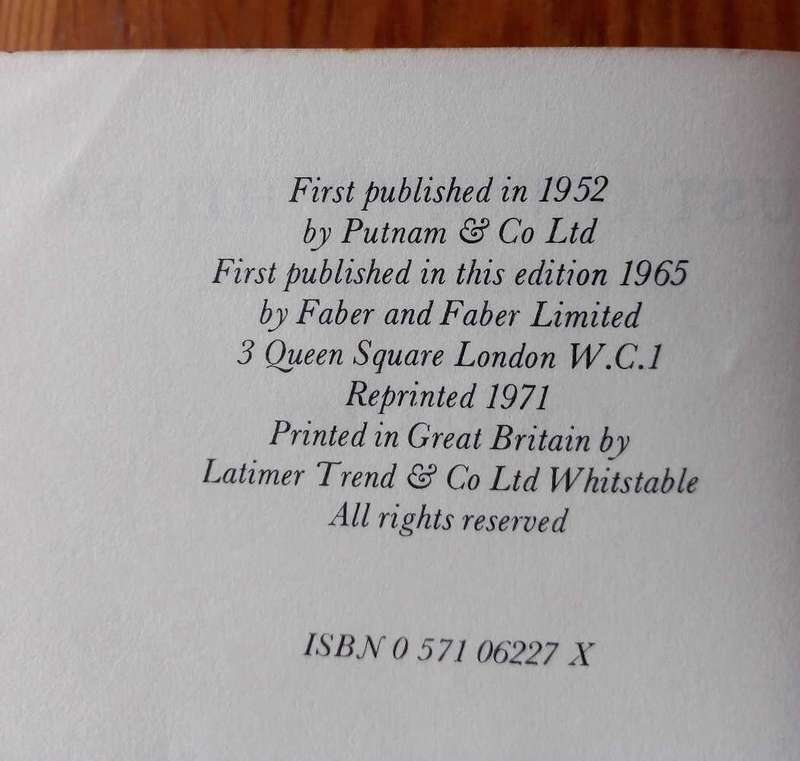 First published in 1952
by Putnam & Co Ltd
First published in this edition 1965
by Faber and Faber Limited
3 Queen Square London W.C.1
Reprinted 1971
Printed in Great Britain by
Latimer Trend & Co Ltd Whitstable
All rights reserved
ISBN 0 571 06227 X